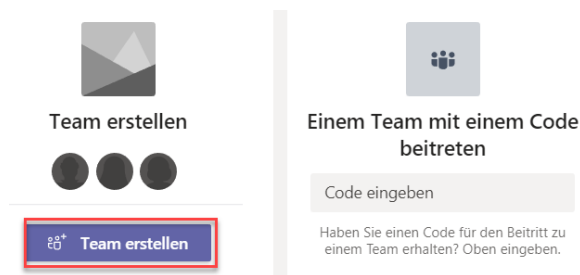 Team erstellen
Team erstellen
Einem Team mit einem Code
beitreten
Code eingeben
Haben Sie einen Code für den Beitritt zu
einem Team erhalten? Oben eingeben.